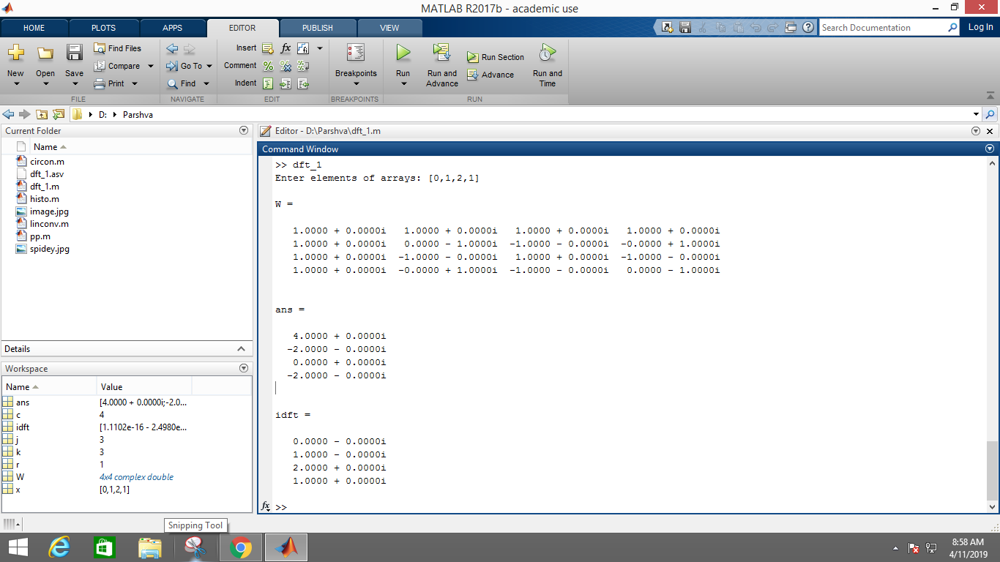 MATLAB R2017b - academic use
HOME PLOTS APPS EDITOR PUBLISH VIEW Search Documentation Log In
New Open Save Find Files Compare Print
FILE
Go To Find
NAVIGATE
Insert fx
Comment
Indent
EDIT
Breakpoints
BREAKPOINTS
Run Run and Advance Run Section Advance Run and Time
RUN
D: Parshva
Current Folder
Name
circon.m
dft_1.asv
dft_1.m
histo.m
image.jpg
linconv.m
pp.m
spidey.jpg
Details
Workspace
Name Value
ans [4.0000 + 0.0000i;-2.0...
c 4
idft [1.1102e-16 - 2.4980e...
j 3
k 3
r 1
W 4x4 complex double
x [0,1,2,1]
Editor - D:\Parshva\dft_1.m
Command Window
>> dft_1
Enter elements of arrays: [0,1,2,1]
W =
1.0000 + 0.0000i 1.0000 + 0.0000i 1.0000 + 0.0000i 1.0000 + 0.0000i
1.0000 + 0.0000i 0.0000 - 1.0000i -1.0000 - 0.0000i -0.0000 + 1.0000i
1.0000 + 0.0000i -1.0000 - 0.0000i 1.0000 + 0.0000i -1.0000 - 0.0000i
1.0000 + 0.0000i -0.0000 + 1.0000i -1.0000 - 0.0000i 0.0000 - 1.0000i
ans =
4.0000 + 0.0000i
-2.0000 - 0.0000i
0.0000 + 0.0000i
-2.0000 - 0.0000i
idft =
0.0000 - 0.0000i
1.0000 - 0.0000i
2.0000 + 0.0000i
1.0000 + 0.0000i
fx >>
Snipping Tool
8:58 AM
4/11/2019